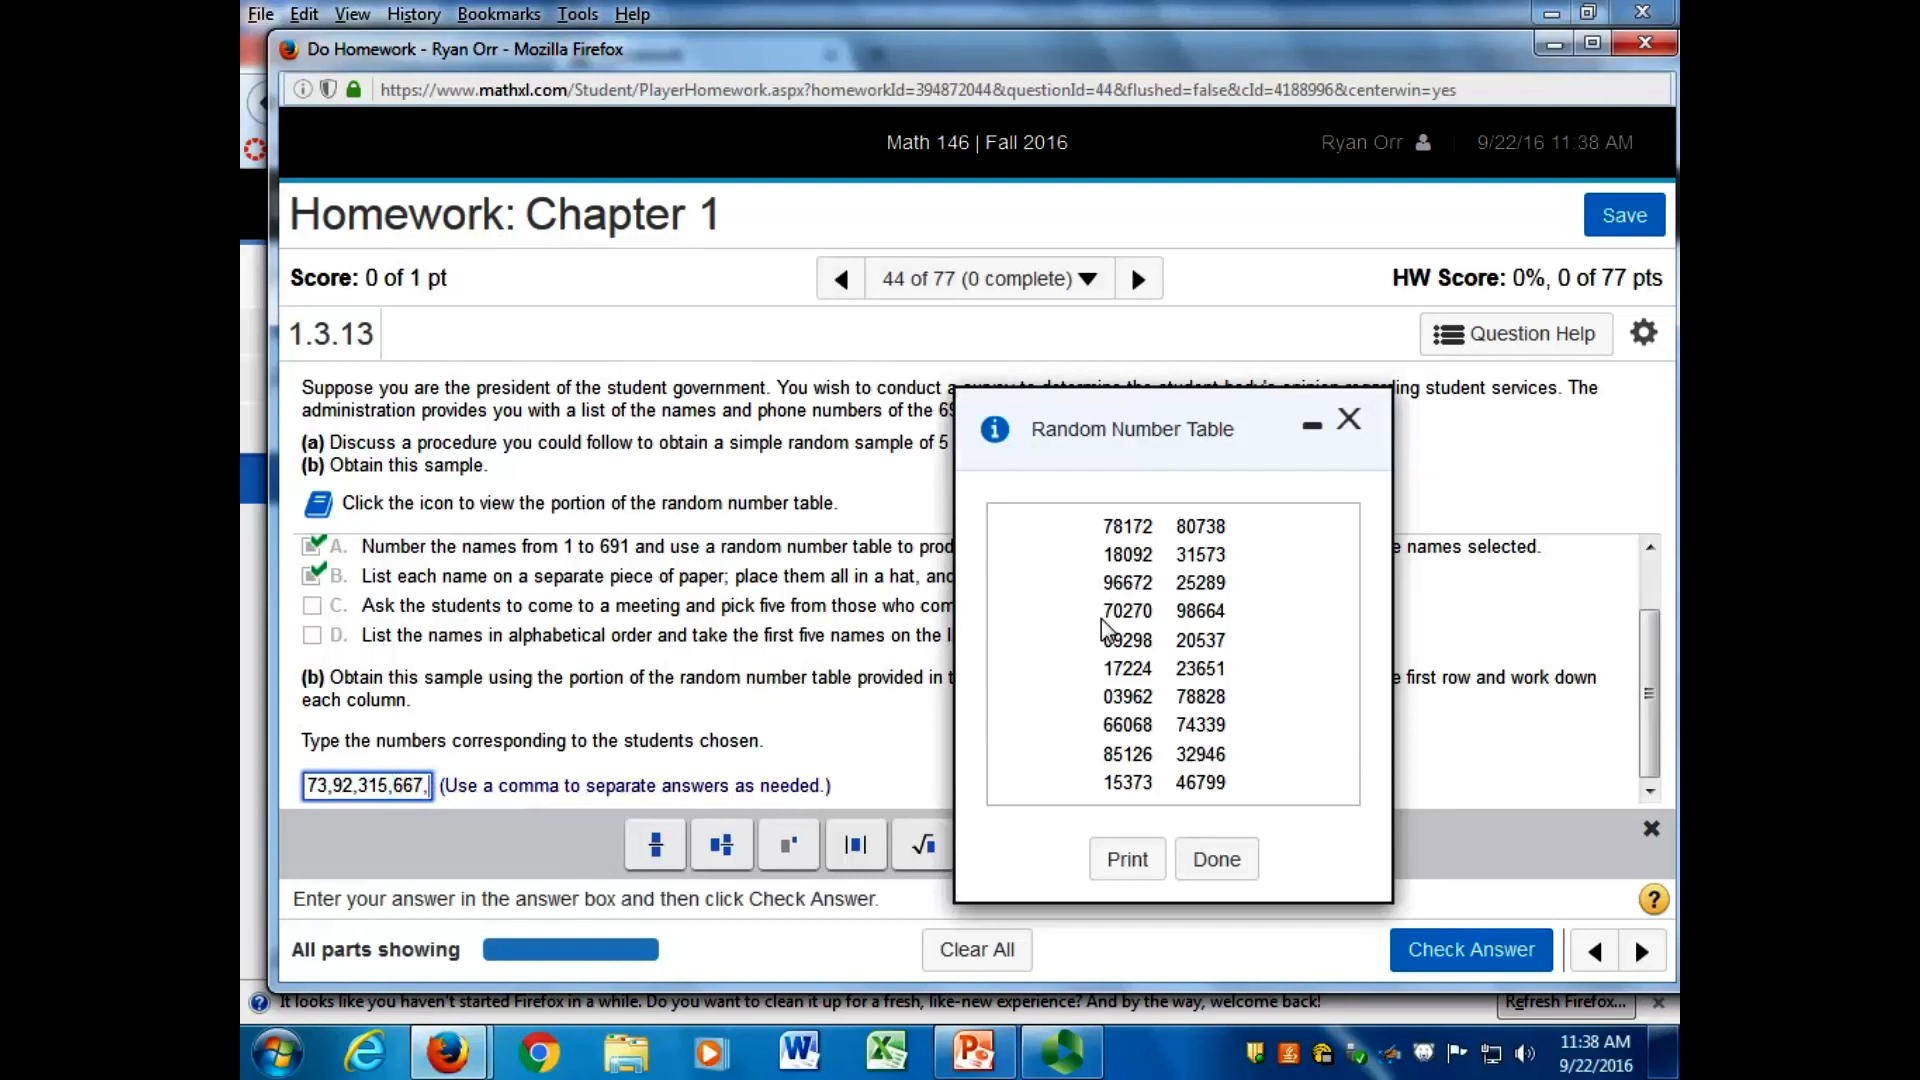 File Edit View History Bookmarks Tools Help
Do Homework - Ryan Orr - Mozilla Firefox
https://www.mathxl.com/Student/PlayerHomework.aspx?homeworkId=394872044&questionId=44&flushed=false&cId=4188996&centerwin=yes
Math 146 | Fall 2016
Ryan Orr
9/22/16 11:38 AM
Homework: Chapter 1
Save
Score: 0 of 1 pt
44 of 77 (0 complete)
HW Score: 0%, 0 of 77 pts
1.3.13
Question Help
Suppose you are the president of the student government. You wish to conduct a survey to determine the student body's opinion regarding student services. The
administration provides you with a list of the names and phone numbers of the 69
(a) Discuss a procedure you could follow to obtain a simple random sample of 5
(b) Obtain this sample.
Click the icon to view the portion of the random number table.
A. Number the names from 1 to 691 and use a random number table to prod
e names selected.
B. List each name on a separate piece of paper; place them all in a hat, and
C. Ask the students to come to a meeting and pick five from those who com
D. List the names in alphabetical order and take the first five names on the l
(b) Obtain this sample using the portion of the random number table provided in t
e first row and work down
each column.
Type the numbers corresponding to the students chosen.
73,92,315,667, (Use a comma to separate answers as needed.)
Random Number Table
78172 80738
18092 31573
96672 25289
70270 98664
09298 20537
17224 23651
03962 78828
66068 74339
85126 32946
15373 46799
Print
Done
Enter your answer in the answer box and then click Check Answer.
?
All parts showing
Clear All
Check Answer
It looks like you haven't started Firefox in a while. Do you want to clean it up for a fresh, like-new experience? And by the way, welcome back!
Refresh Firefox...
11:38 AM
9/22/2016